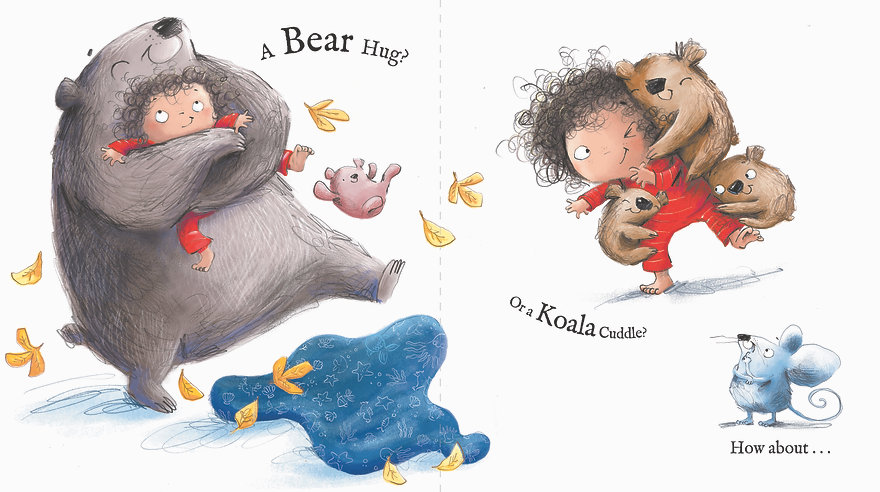 A Bear Hug?
Or a Koala Cuddle?
How about . . .